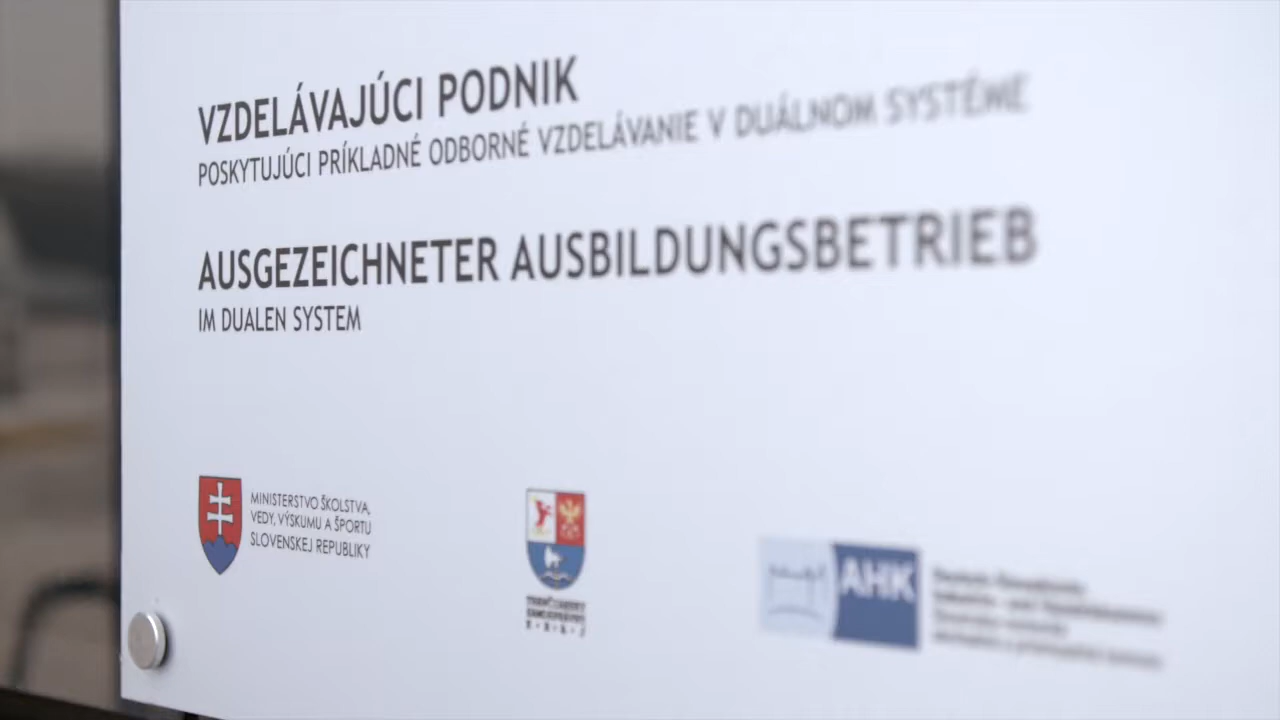 VZDELÁVAJÚCI PODNIK
POSKYTUJÚCI PRÍKLADNÉ ODBORNÉ VZDELÁVANIE V DUÁLNOM SYSTÉME
AUSGEZEICHNETER AUSBILDUNGSBETRIEB
IM DUALEN SYSTEM
MINISTERSTVO ŠKOLSTVA,
VEDY, VÝSKUMU A ŠPORTU
SLOVENSKEJ REPUBLIKY
AHK